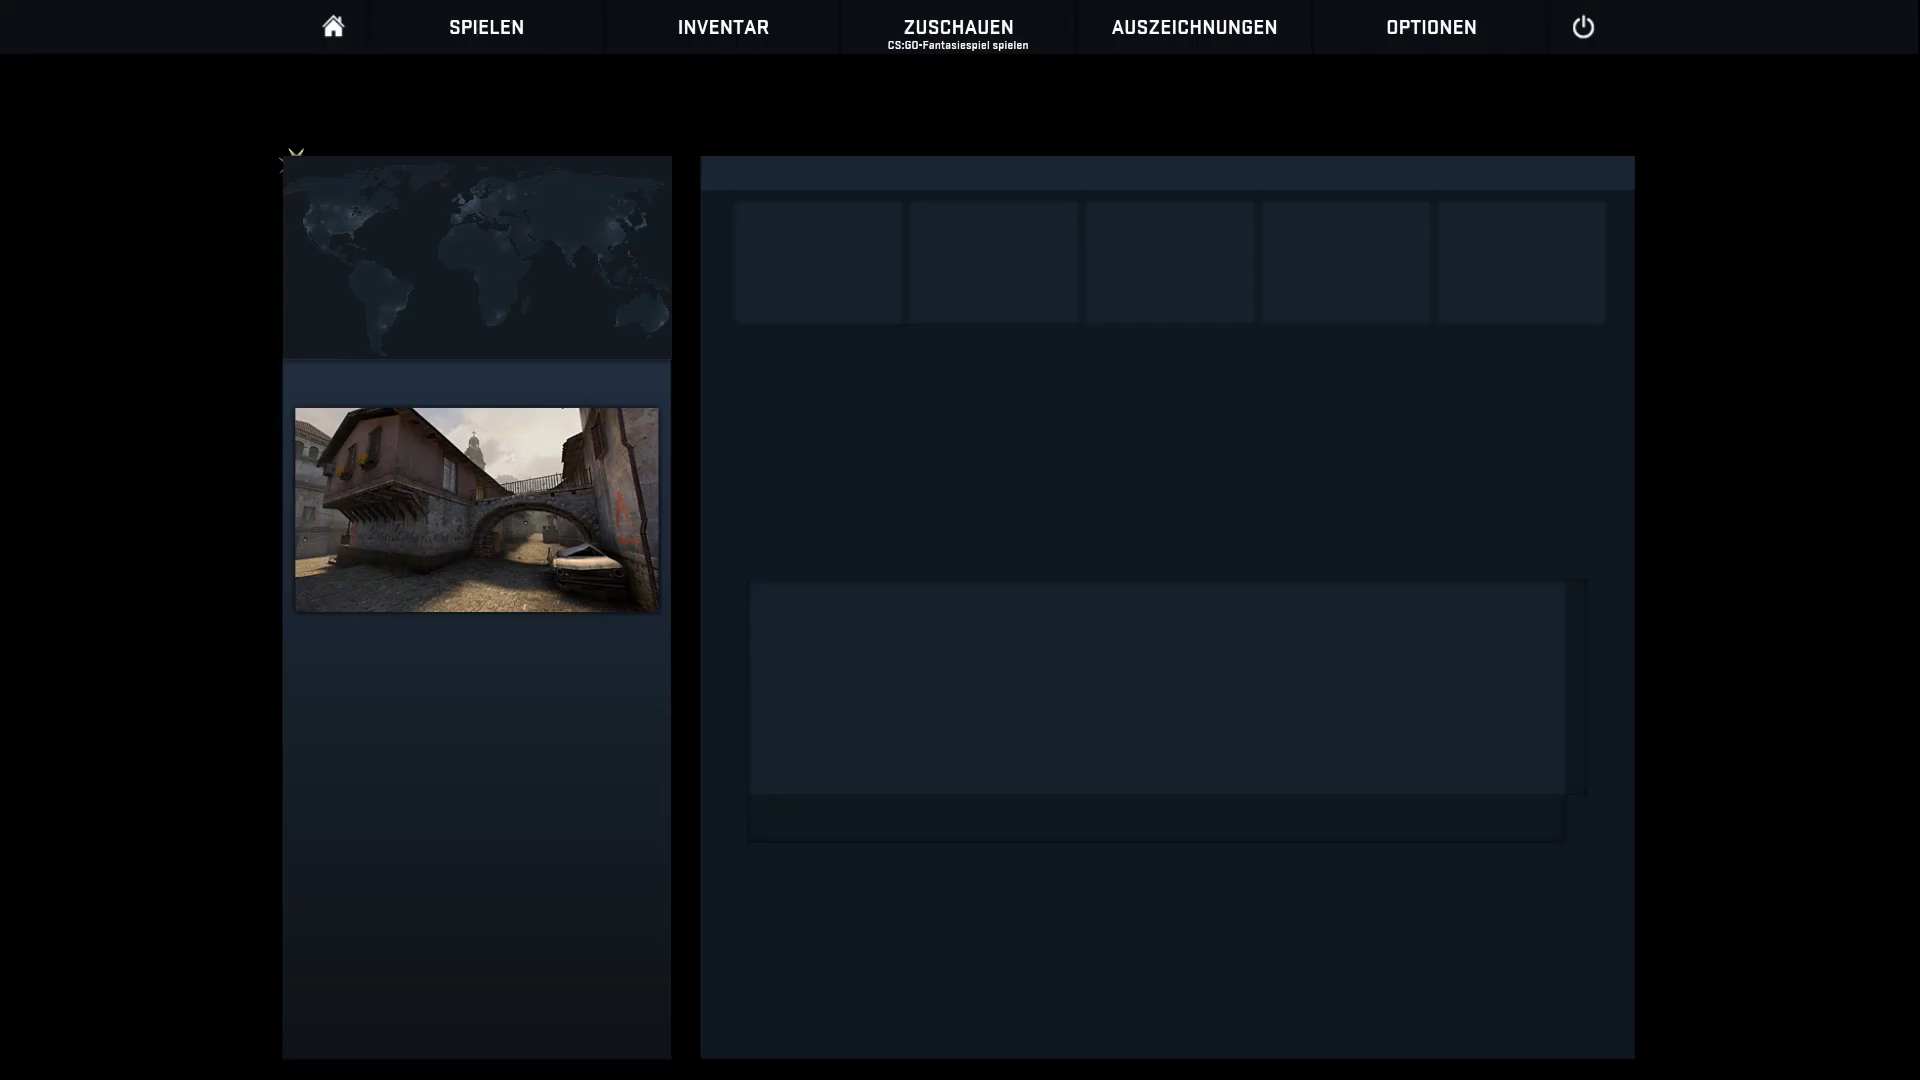 SPIELEN
INVENTAR
ZUSCHAUEN
CS:GO-Fantasiespiel spielen
AUSZEICHNUNGEN
OPTIONEN